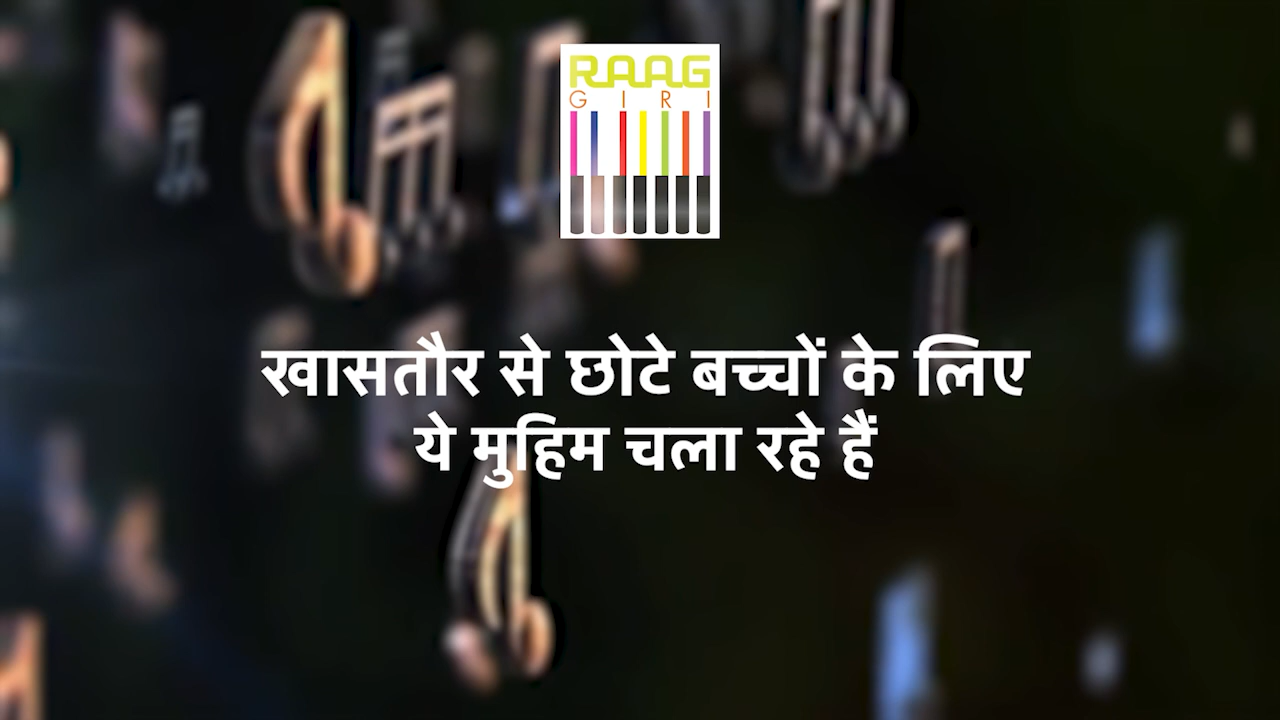 RAAG
GIRI
खासतौर से छोटे बच्चों के लिए
ये मुहिम चला रहे हैं